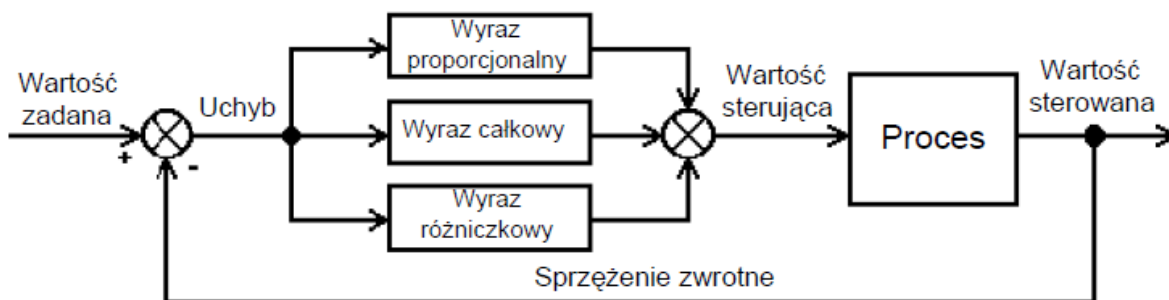 Wartość
zadana
+
-
Uchyb
Wyraz
proporcjonalny
Wyraz całkowy
Wyraz
różniczkowy
Wartość
sterująca
Proces
Wartość
sterowana
Sprzężenie zwrotne